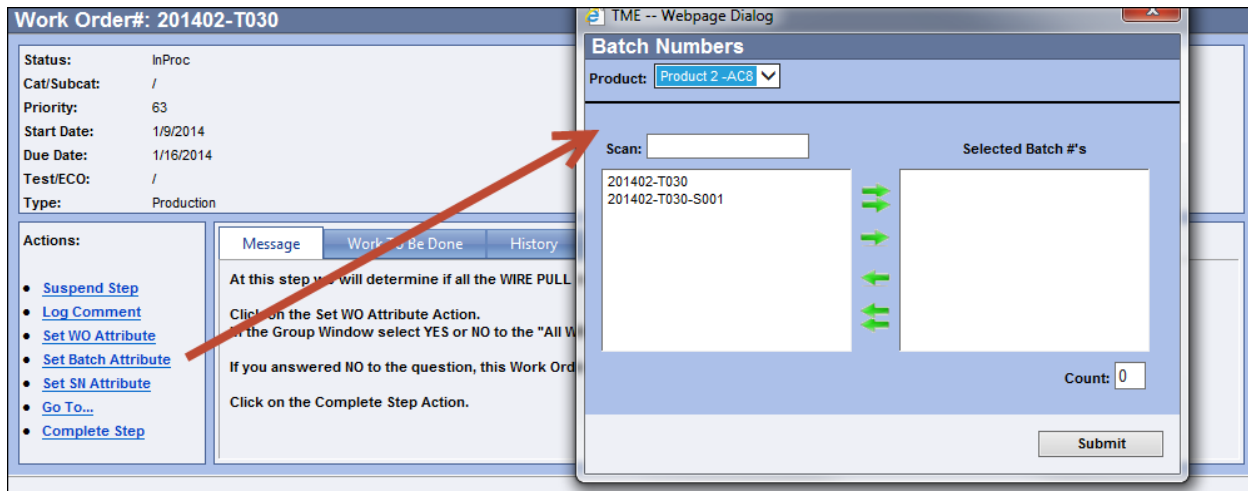 Work Order#: 201402-T030
Status: InProc
Cat/Subcat: /
Priority: 63
Start Date: 1/9/2014
Due Date: 1/16/2014
Test/ECO: /
Type: Production
Actions:
Suspend Step
Log Comment
Set WO Attribute
Set Batch Attribute
Set SN Attribute
Go To...
Complete Step
Message Work To Be Done History
At this step we will determine if all the WIRE PULL
Click on the Set WO Attribute Action.
In the Group Window select YES or NO to the "All W
If you answered NO to the question, this Work Ord
Click on the Complete Step Action.
TME -- Webpage Dialog
Batch Numbers
Product: Product 2 -AC8
Scan:
Selected Batch #'s
201402-T030
201402-T030-S001
Count: 0
Submit